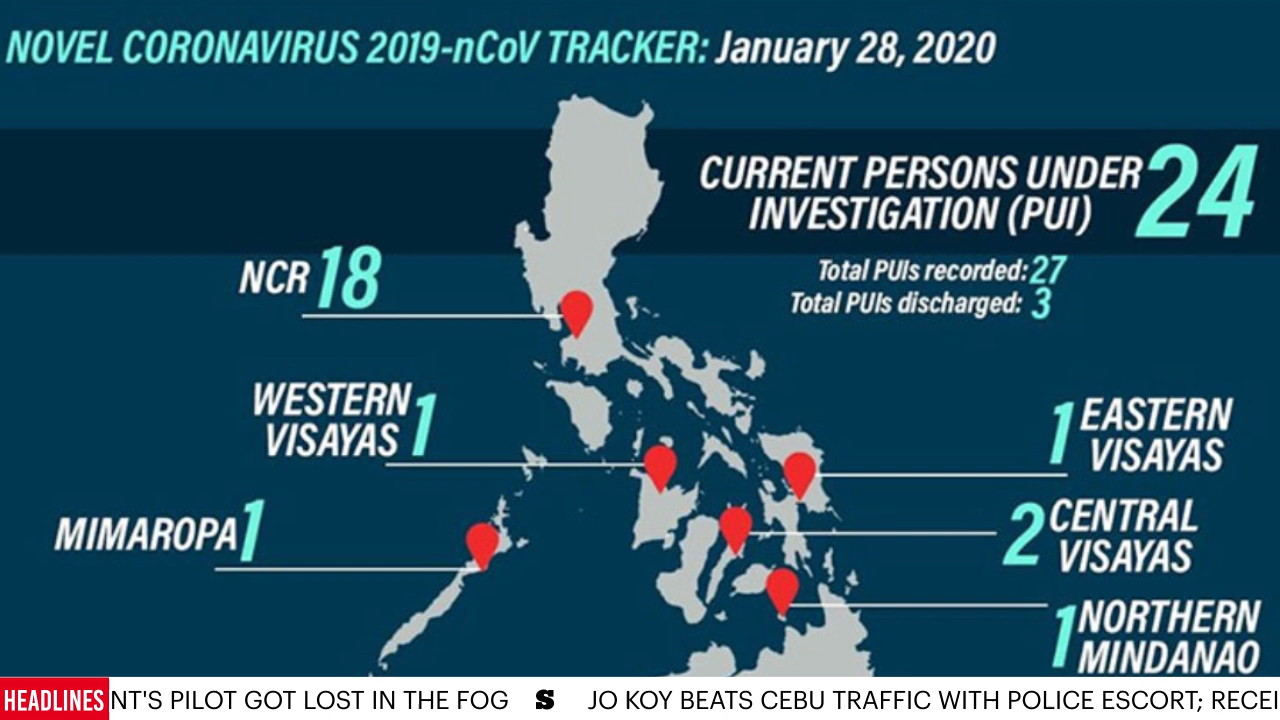 NOVEL CORONAVIRUS 2019-nCoV TRACKER: January 28, 2020
CURRENT PERSONS UNDER
INVESTIGATION (PUI) 24
Total PUIs recorded: 27
Total PUIs discharged: 3
NCR 18
WESTERN
VISAYAS 1
MIMAROPA 1
1 EASTERN
VISAYAS
2 CENTRAL
VISAYAS
1 NORTHERN
MINDANAO
HEADLINES NT'S PILOT GOT LOST IN THE FOG S JO KOY BEATS CEBU TRAFFIC WITH POLICE ESCORT; RECEI